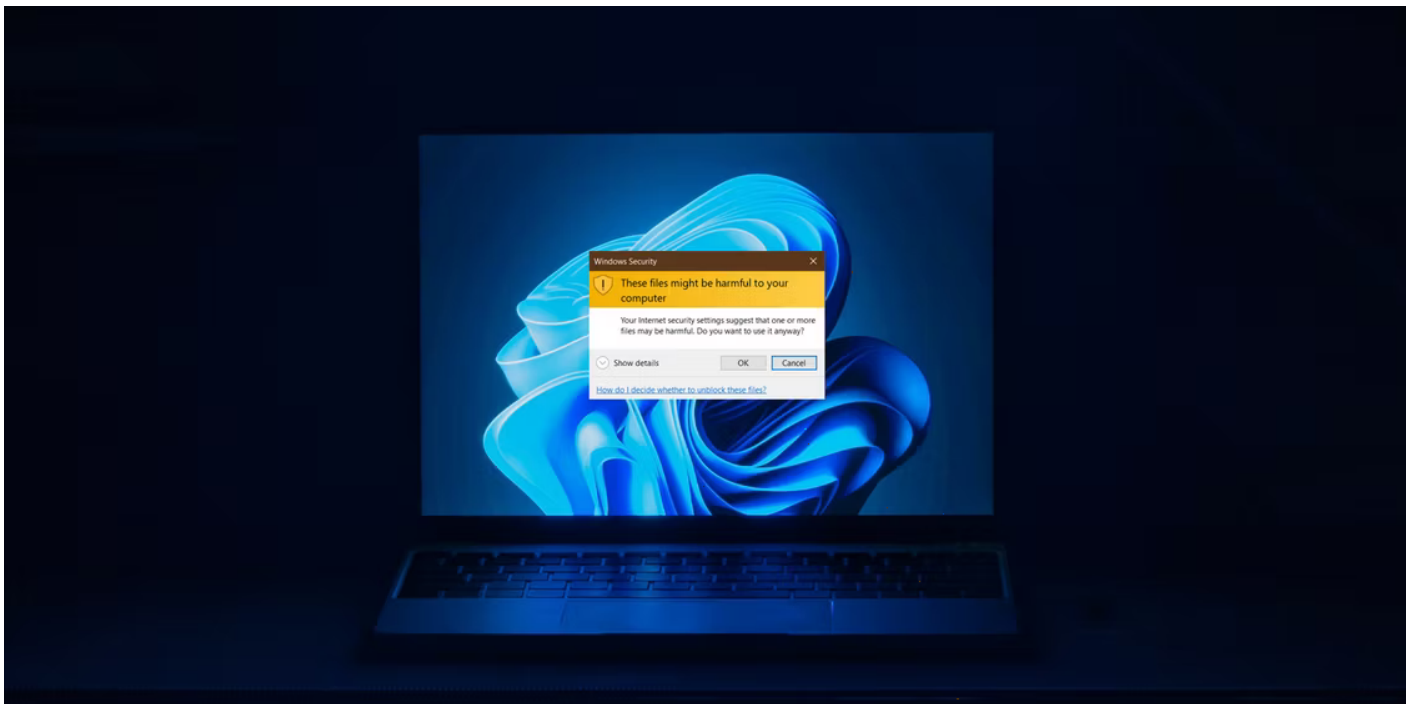 Windows Security
These files might be harmful to your
computer
Your Internet security settings suggest that one or more
files may be harmful. Do you want to use it anyway?
Show details
OK
Cancel
How do I decide whether to unblock these files?